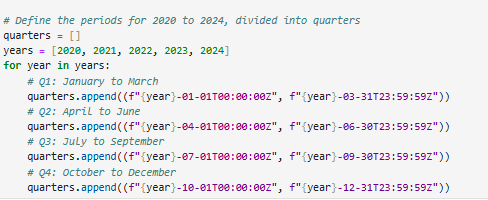 # Define the periods for 2020 to 2024, divided into quarters
quarters = []
years = [2020, 2021, 2022, 2023, 2024]
for year in years:
    # Q1: January to March
    quarters.append((f"{year}-01-01T00:00:00Z", f"{year}-03-31T23:59:59Z"))
    # Q2: April to June
    quarters.append((f"{year}-04-01T00:00:00Z", f"{year}-06-30T23:59:59Z"))
    # Q3: July to September
    quarters.append((f"{year}-07-01T00:00:00Z", f"{year}-09-30T23:59:59Z"))
    # Q4: October to December
    quarters.append((f"{year}-10-01T00:00:00Z", f"{year}-12-31T23:59:59Z"))